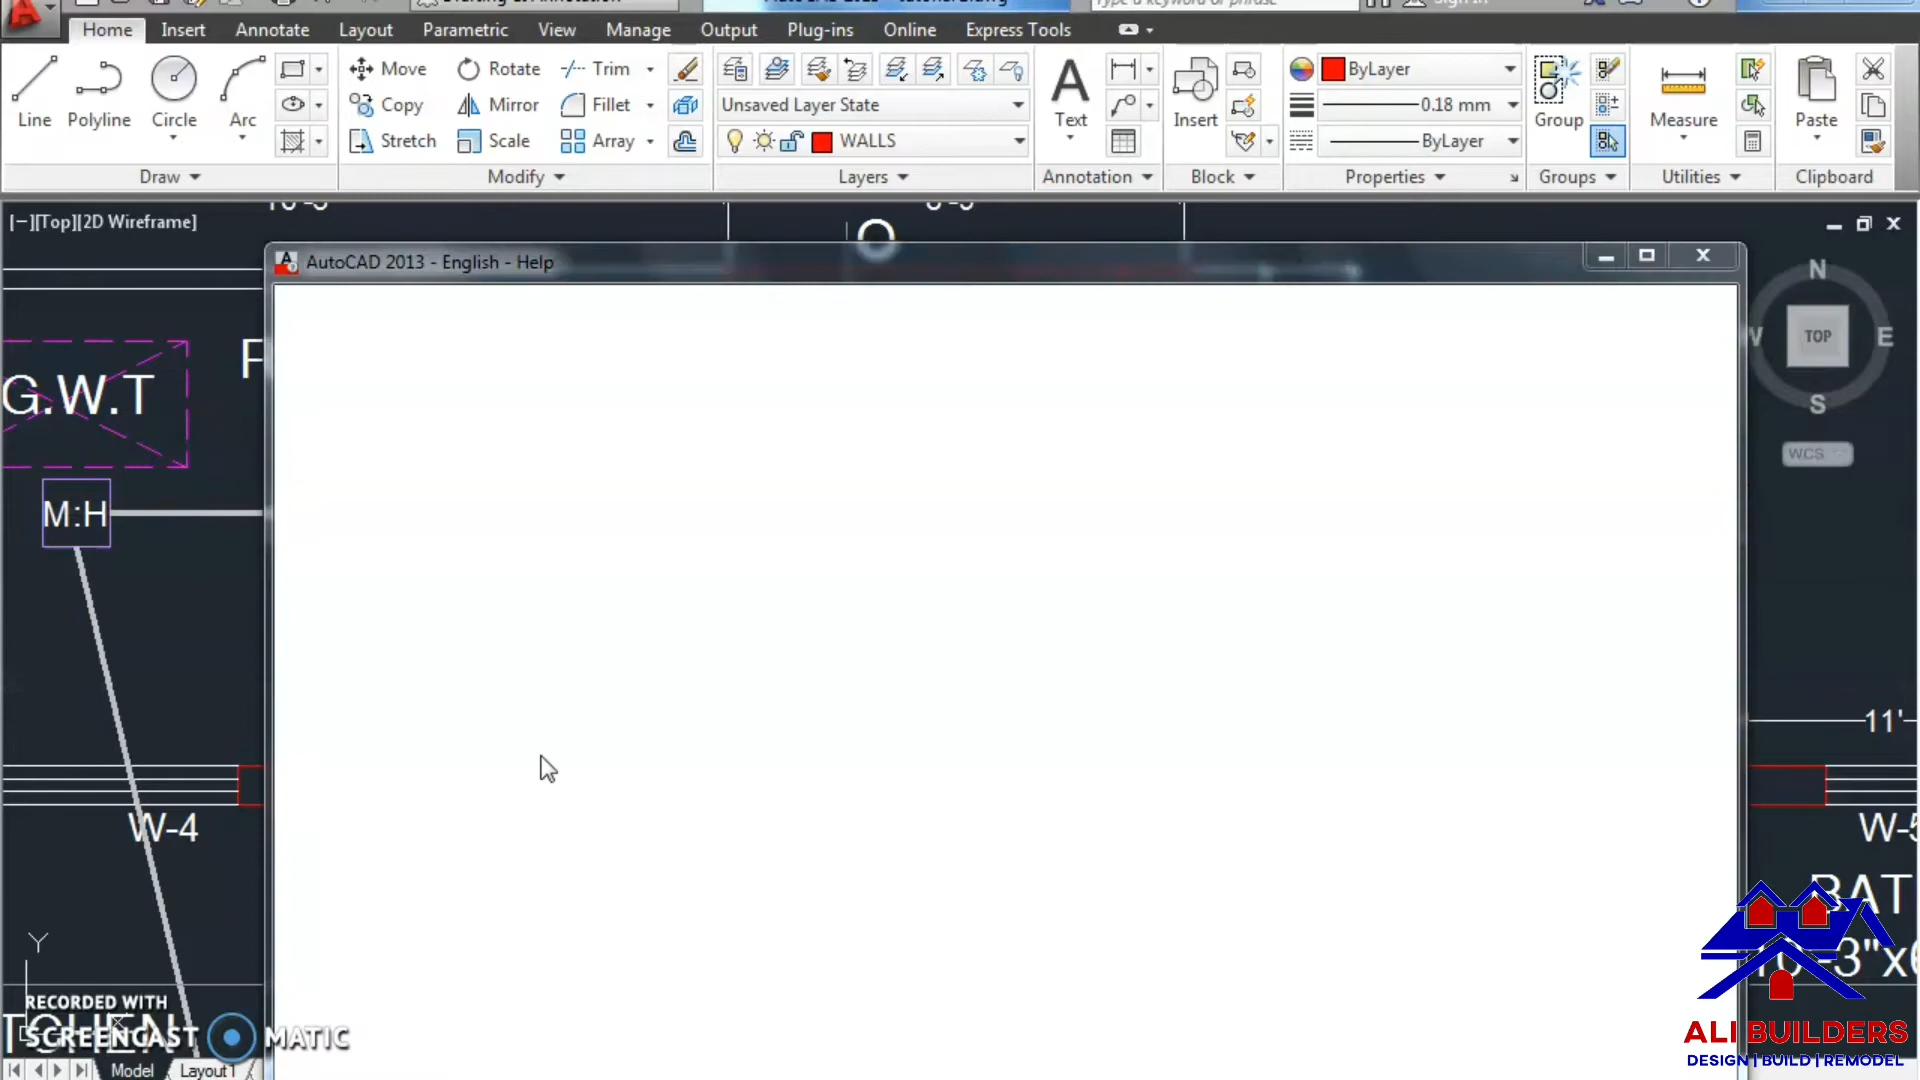 Home Insert Annotate Layout Parametric View Manage Output Plug-ins Online Express Tools
Line Polyline Circle Arc
Move Rotate Trim
Copy Mirror Fillet
Stretch Scale Array
Unsaved Layer State
WALLS
Text
Insert
ByLayer
0.18 mm
ByLayer
Group
Measure
Paste
Draw Modify Layers Annotation Block Properties Groups Utilities Clipboard
[−][Top][2D Wireframe]
AutoCAD 2013 - English - Help
N
E
S
TOP
WCS
G.W.T
M:H
11'-
W-4
Y
RECORDED WITH
SCREENCAST MATIC
ALI BUILDERS
DESIGN | BUILD | REMODEL
Model Layout1